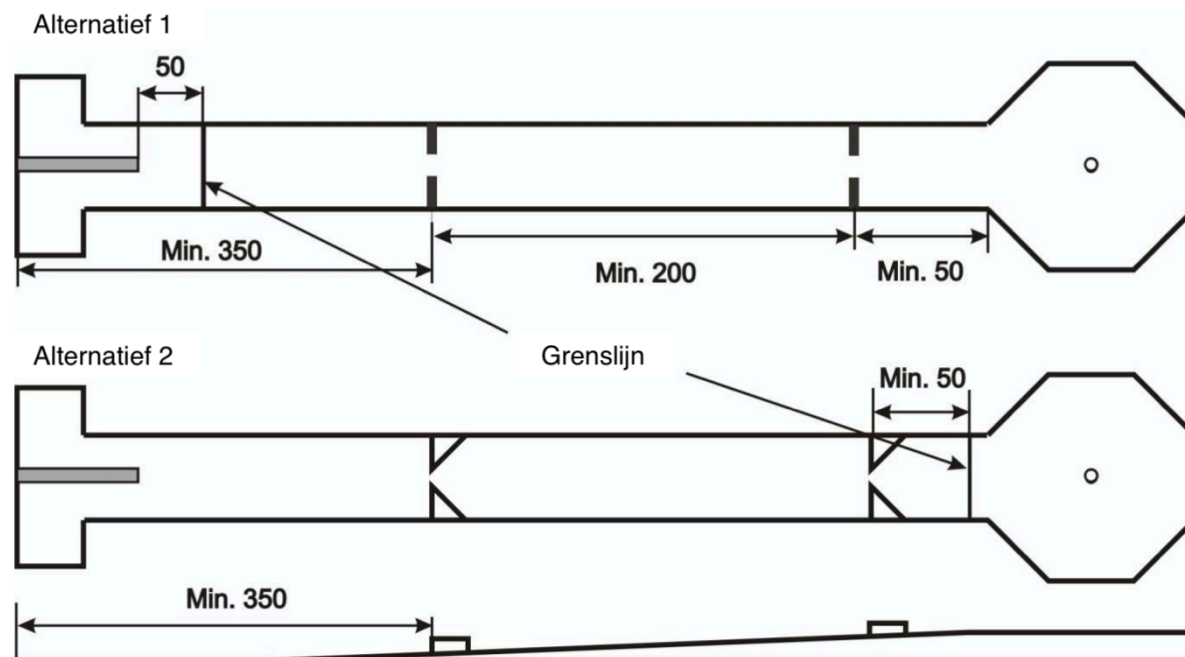 Alternatief 1
50
Min. 350
Min. 200
Min. 50
Alternatief 2
Grenslijn
Min. 50
Min. 350